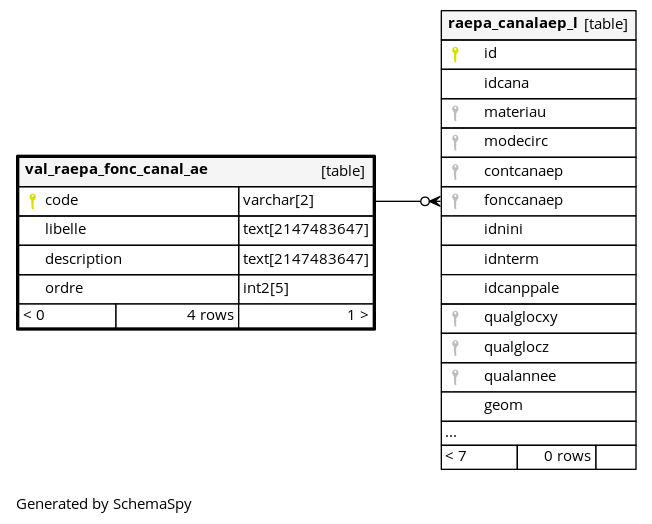 raepa_canalaep_l [table]
id
idcana
materiau
modecirc
contcanaep
fonccanaep
idnini
idnterm
idcanppale
qualglocxy
qualglocz
qualannee
geom
...
< 7 0 rows
val_raepa_fonc_canal_ae [table]
code varchar[2]
libelle text[2147483647]
description text[2147483647]
ordre int2[5]
< 0 4 rows 1 >
Generated by SchemaSpy